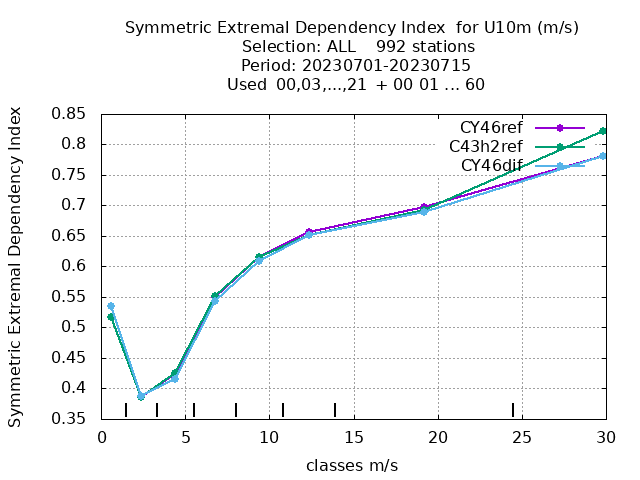 Symmetric Extremal Dependency Index  for U10m (m/s)
Selection: ALL    992 stations
Period: 20230701-20230715
Used  00,03,...,21  + 00 01 ... 60
Symmetric Extremal Dependency Index
0.85
0.8
0.75
0.7
0.65
0.6
0.55
0.5
0.45
0.4
0.35
CY46ref
C43h2ref
CY46dif
0 5 10 15 20 25 30
classes m/s